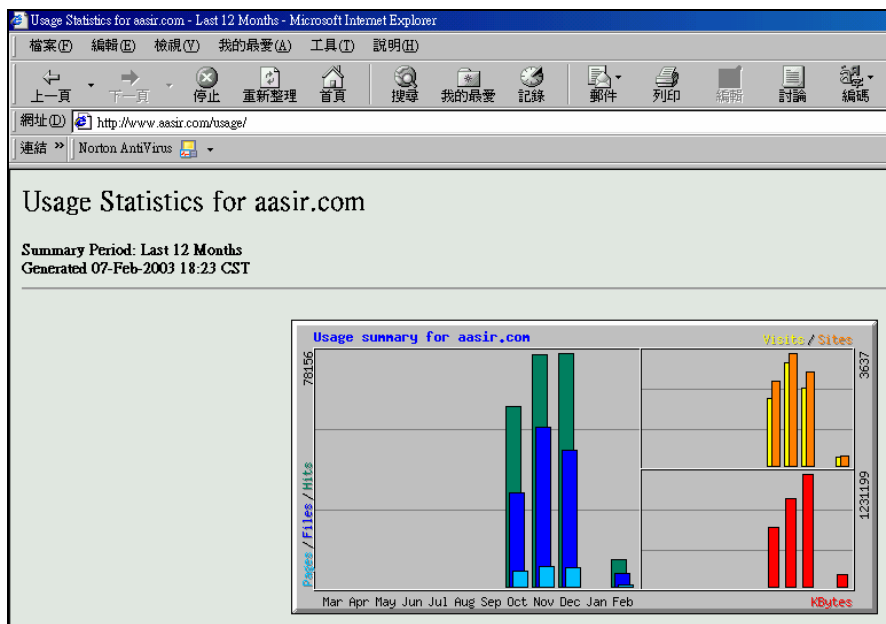 Usage Statistics for aasir.com - Last 12 Months - Microsoft Internet Explorer
檔案(F) 編輯(E) 檢視(V) 我的最愛(A) 工具(T) 說明(H)
上一頁 下一頁 停止 重新整理 首頁 搜尋 我的最愛 記錄 郵件 列印 編輯 討論 編碼
網址(D) http://www.aasir.com/usage/
連結 » Norton AntiVirus
Usage Statistics for aasir.com
Summary Period: Last 12 Months
Generated 07-Feb-2003 18:23 CST
Usage summary for aasir.com
Visits / Sites
78156
3637
Pages / Files / Hits
1231199
Mar Apr May Jun Jul Aug Sep Oct Nov Dec Jan Feb
KBytes